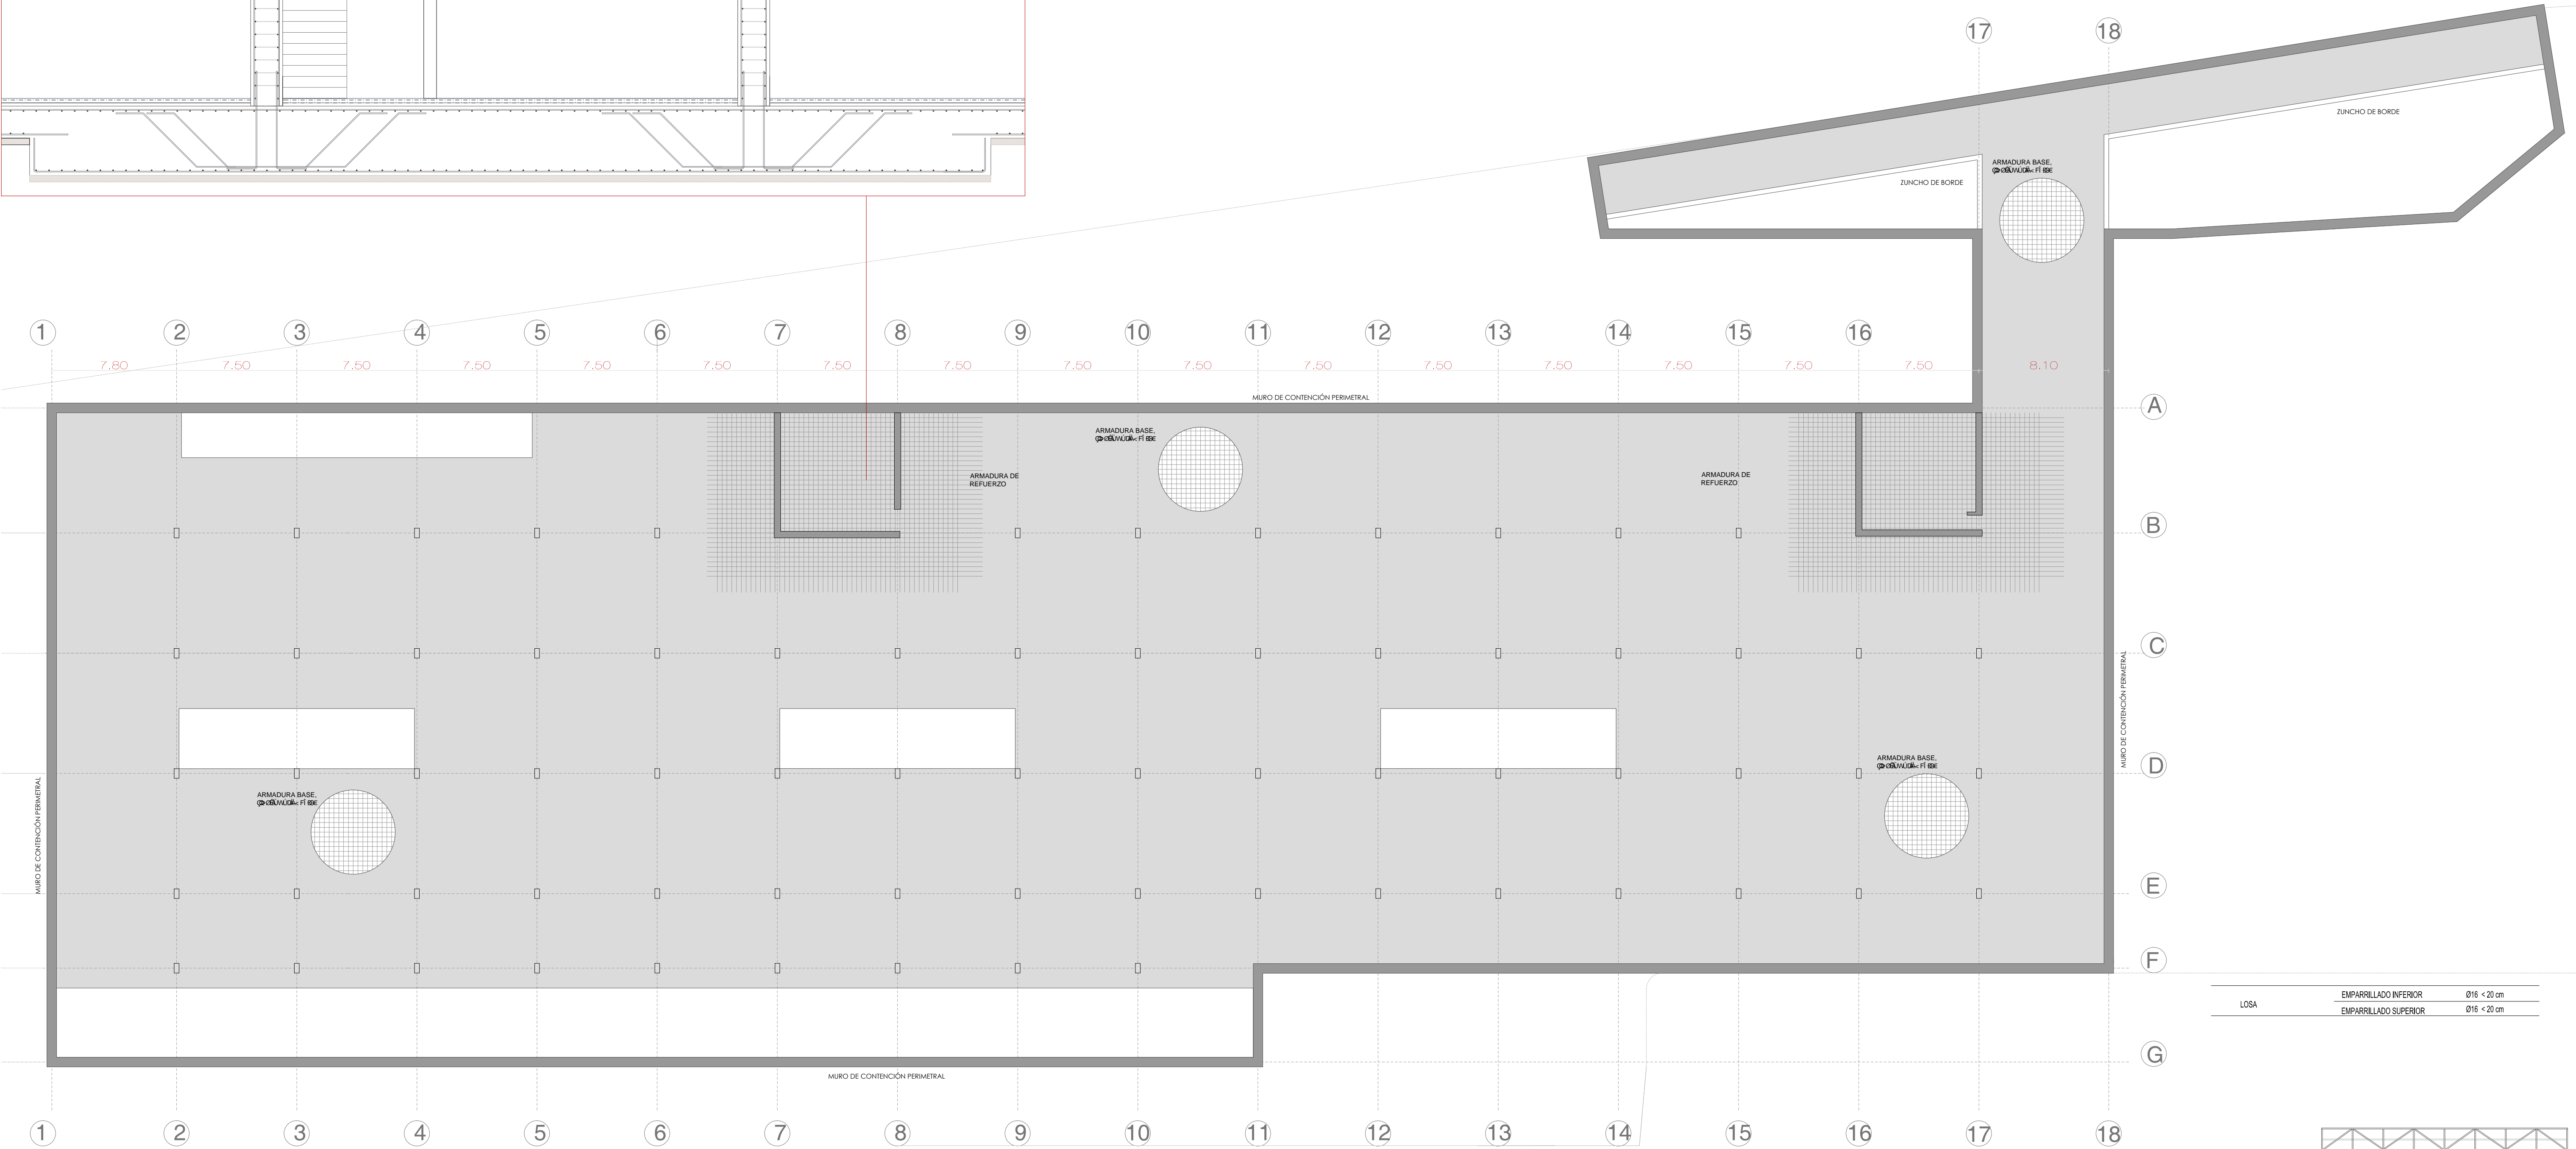 17 18
ZUNCHO DE BORDE
ARMADURA BASE,
ZUNCHO DE BORDE
1 2 3 4 5 6 7 8 9 10 11 12 13 14 15 16
7.80 7.50 7.50 7.50 7.50 7.50 7.50 7.50 7.50 7.50 7.50 7.50 7.50 7.50 7.50 7.50 8.10
MURO DE CONTENCIÓN PERIMETRAL
A
ARMADURA BASE,
ARMADURA DE
REFUERZO
ARMADURA DE
REFUERZO
B
C
MURO DE CONTENCIÓN PERIMETRAL
D
ARMADURA BASE,
MURO DE CONTENCIÓN PERIMETRAL
ARMADURA BASE,
E
F
LOSA
EMPARRILLADO INFERIOR Ø16 < 20 cm
EMPARRILLADO SUPERIOR Ø16 < 20 cm
G
MURO DE CONTENCIÓN PERIMETRAL
1 2 3 4 5 6 7 8 9 10 11 12 13 14 15 16 17 18